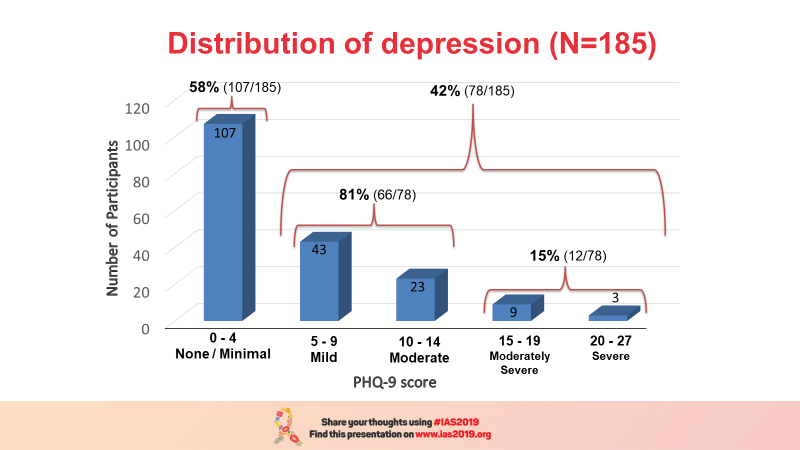 Distribution of depression (N=185)
58% (107/185)
42% (78/185)
81% (66/78)
15% (12/78)
Number of Participants
120
100
80
60
40
20
0
107
43
23
9
3
0 - 4
None / Minimal
5 - 9
Mild
10 - 14
Moderate
15 - 19
Moderately
Severe
20 - 27
Severe
PHQ-9 score
Share your thoughts using #IAS2019
Find this presentation on www.ias2019.org